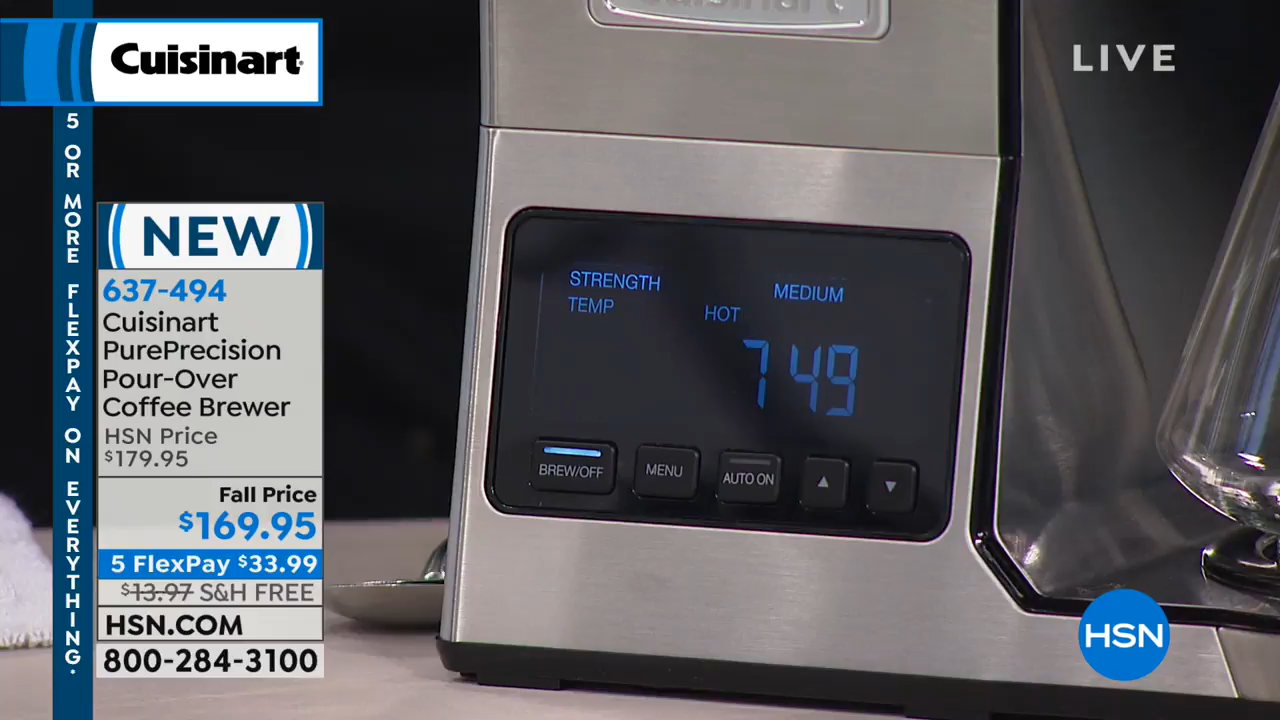 Cuisinart
Cuisinart
LIVE
5 OR MORE FLEXPAY ON EVERYTHING.
NEW
637-494
Cuisinart
PurePrecision
Pour-Over
Coffee Brewer
HSN Price
$179.95
Fall Price
$169.95
5 FlexPay $33.99
$13.97 S&H FREE
HSN.COM
800-284-3100
STRENGTH MEDIUM
TEMP HOT
7 49
BREW/OFF MENU AUTO ON ▲ ▼
HSN